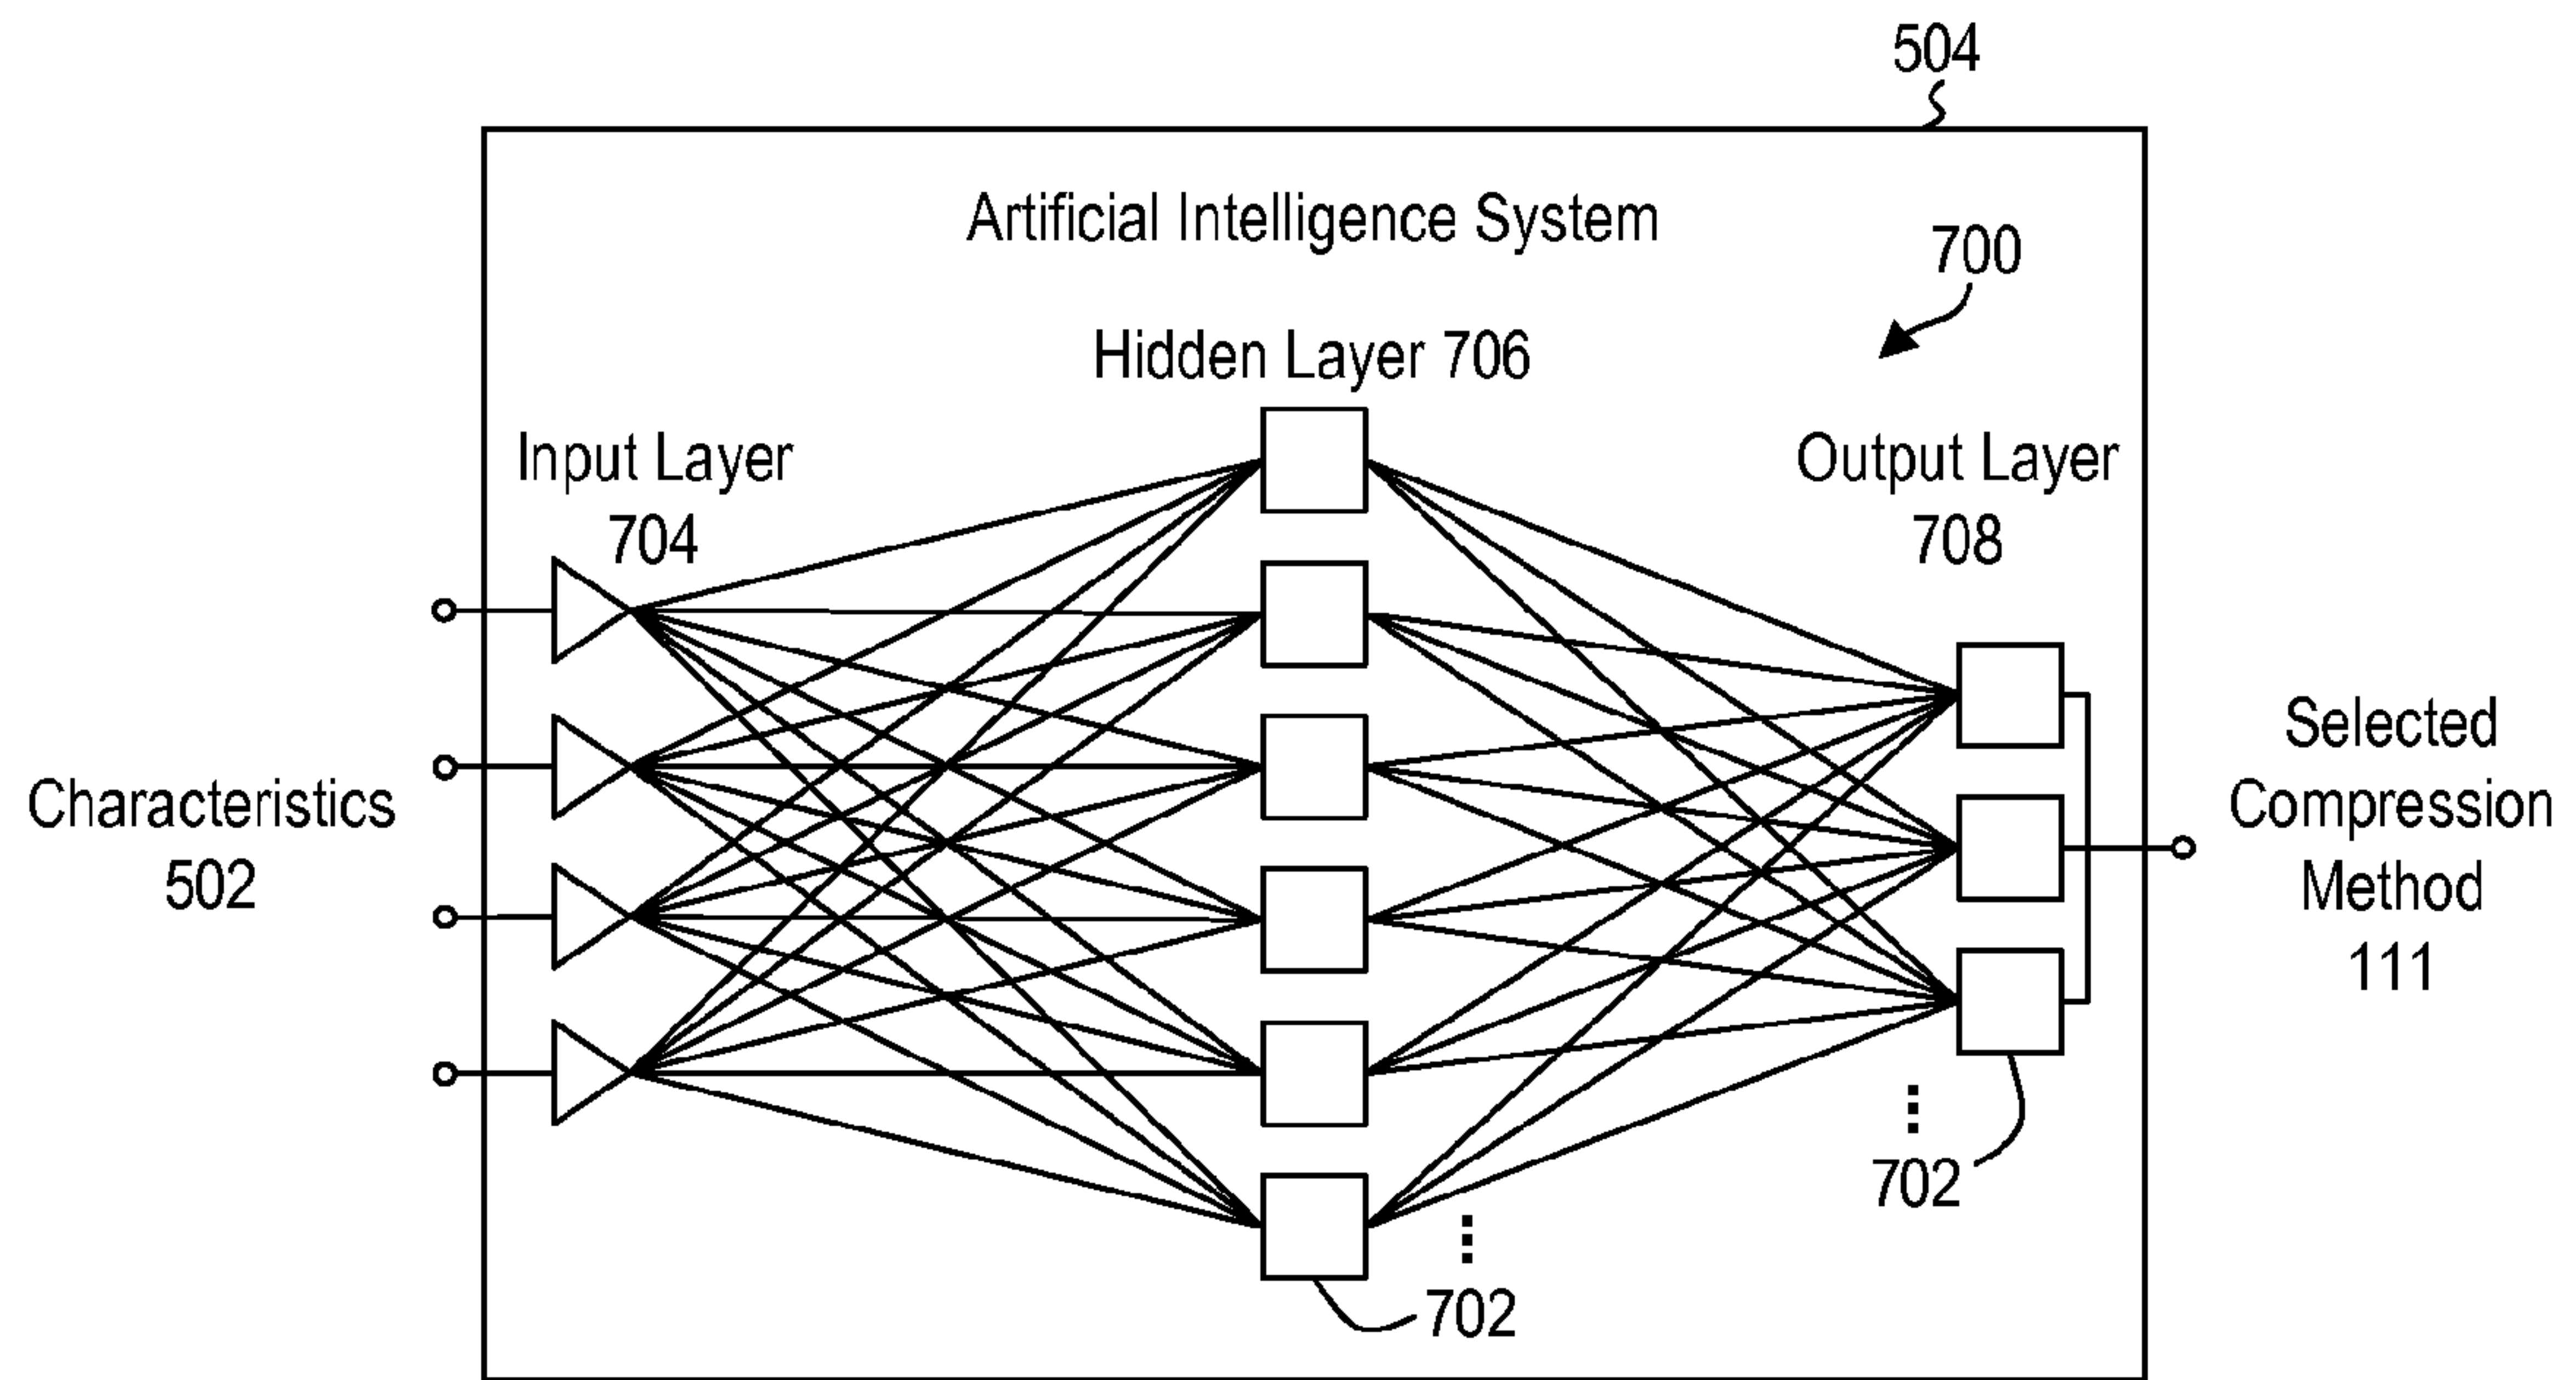 504
Artificial Intelligence System
700
Hidden Layer 706
Input Layer
704
Output Layer
708
Characteristics
502
Selected
Compression
Method
111
702
702